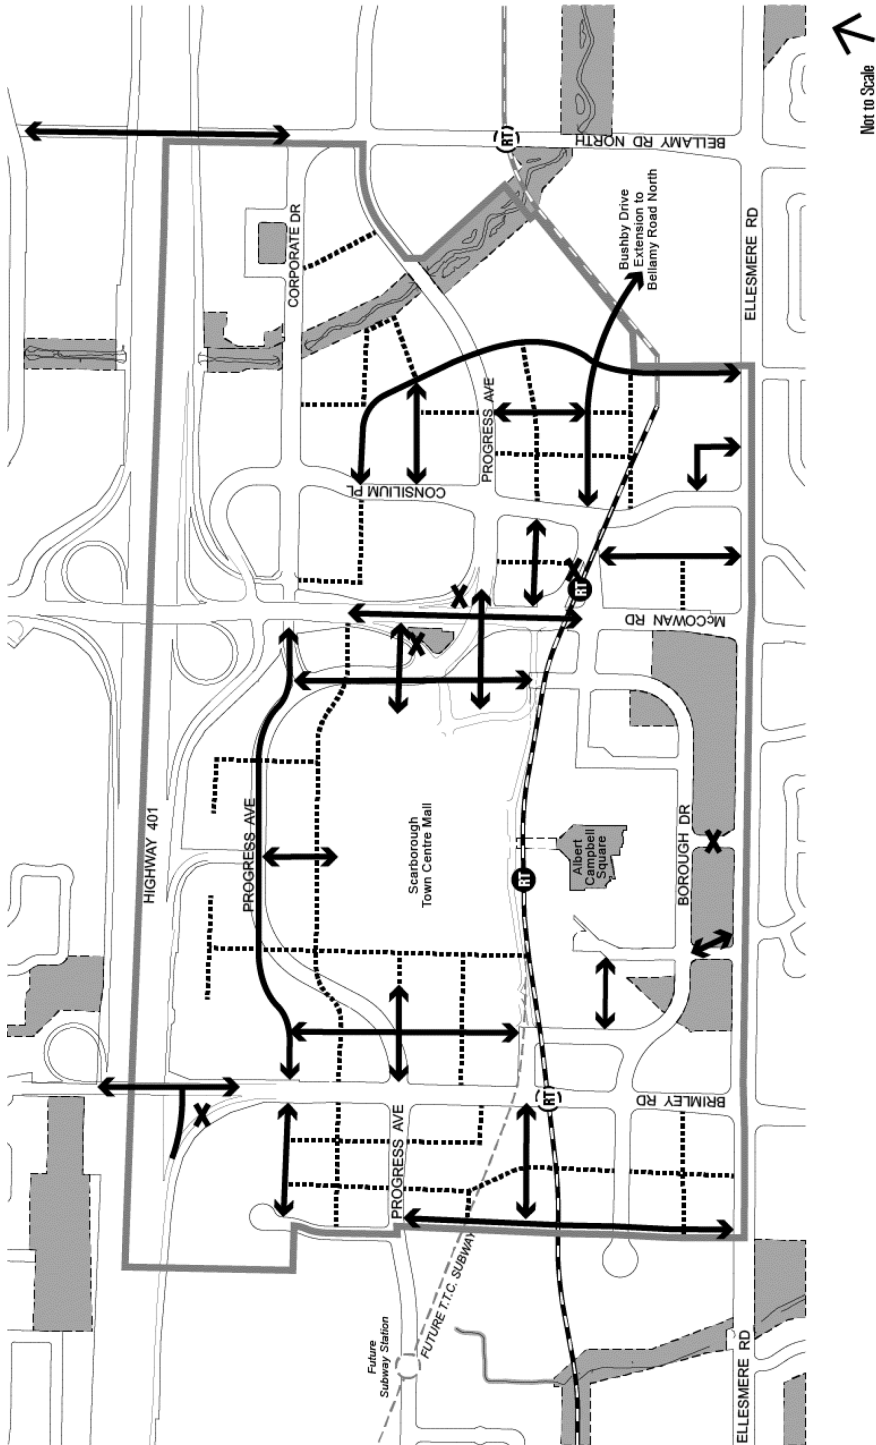 Not to Scale
RT
BELLAMY RD NORTH
Bushby Drive
Extension to
Bellamy Road North
ELLESMERE RD
CORPORATE DR
PROGRESS AVE
CONSILIUM PL
RT
McCOWAN RD
HIGHWAY 401
PROGRESS AVE
Scarborough
Town Centre Mall
RT
Albert
Campbell
Square
BOROUGH DR
RT
BRIMLEY RD
PROGRESS AVE
FUTURE T.T.C. SUBWAY
Future
Subway Station
ELLESMERE RD